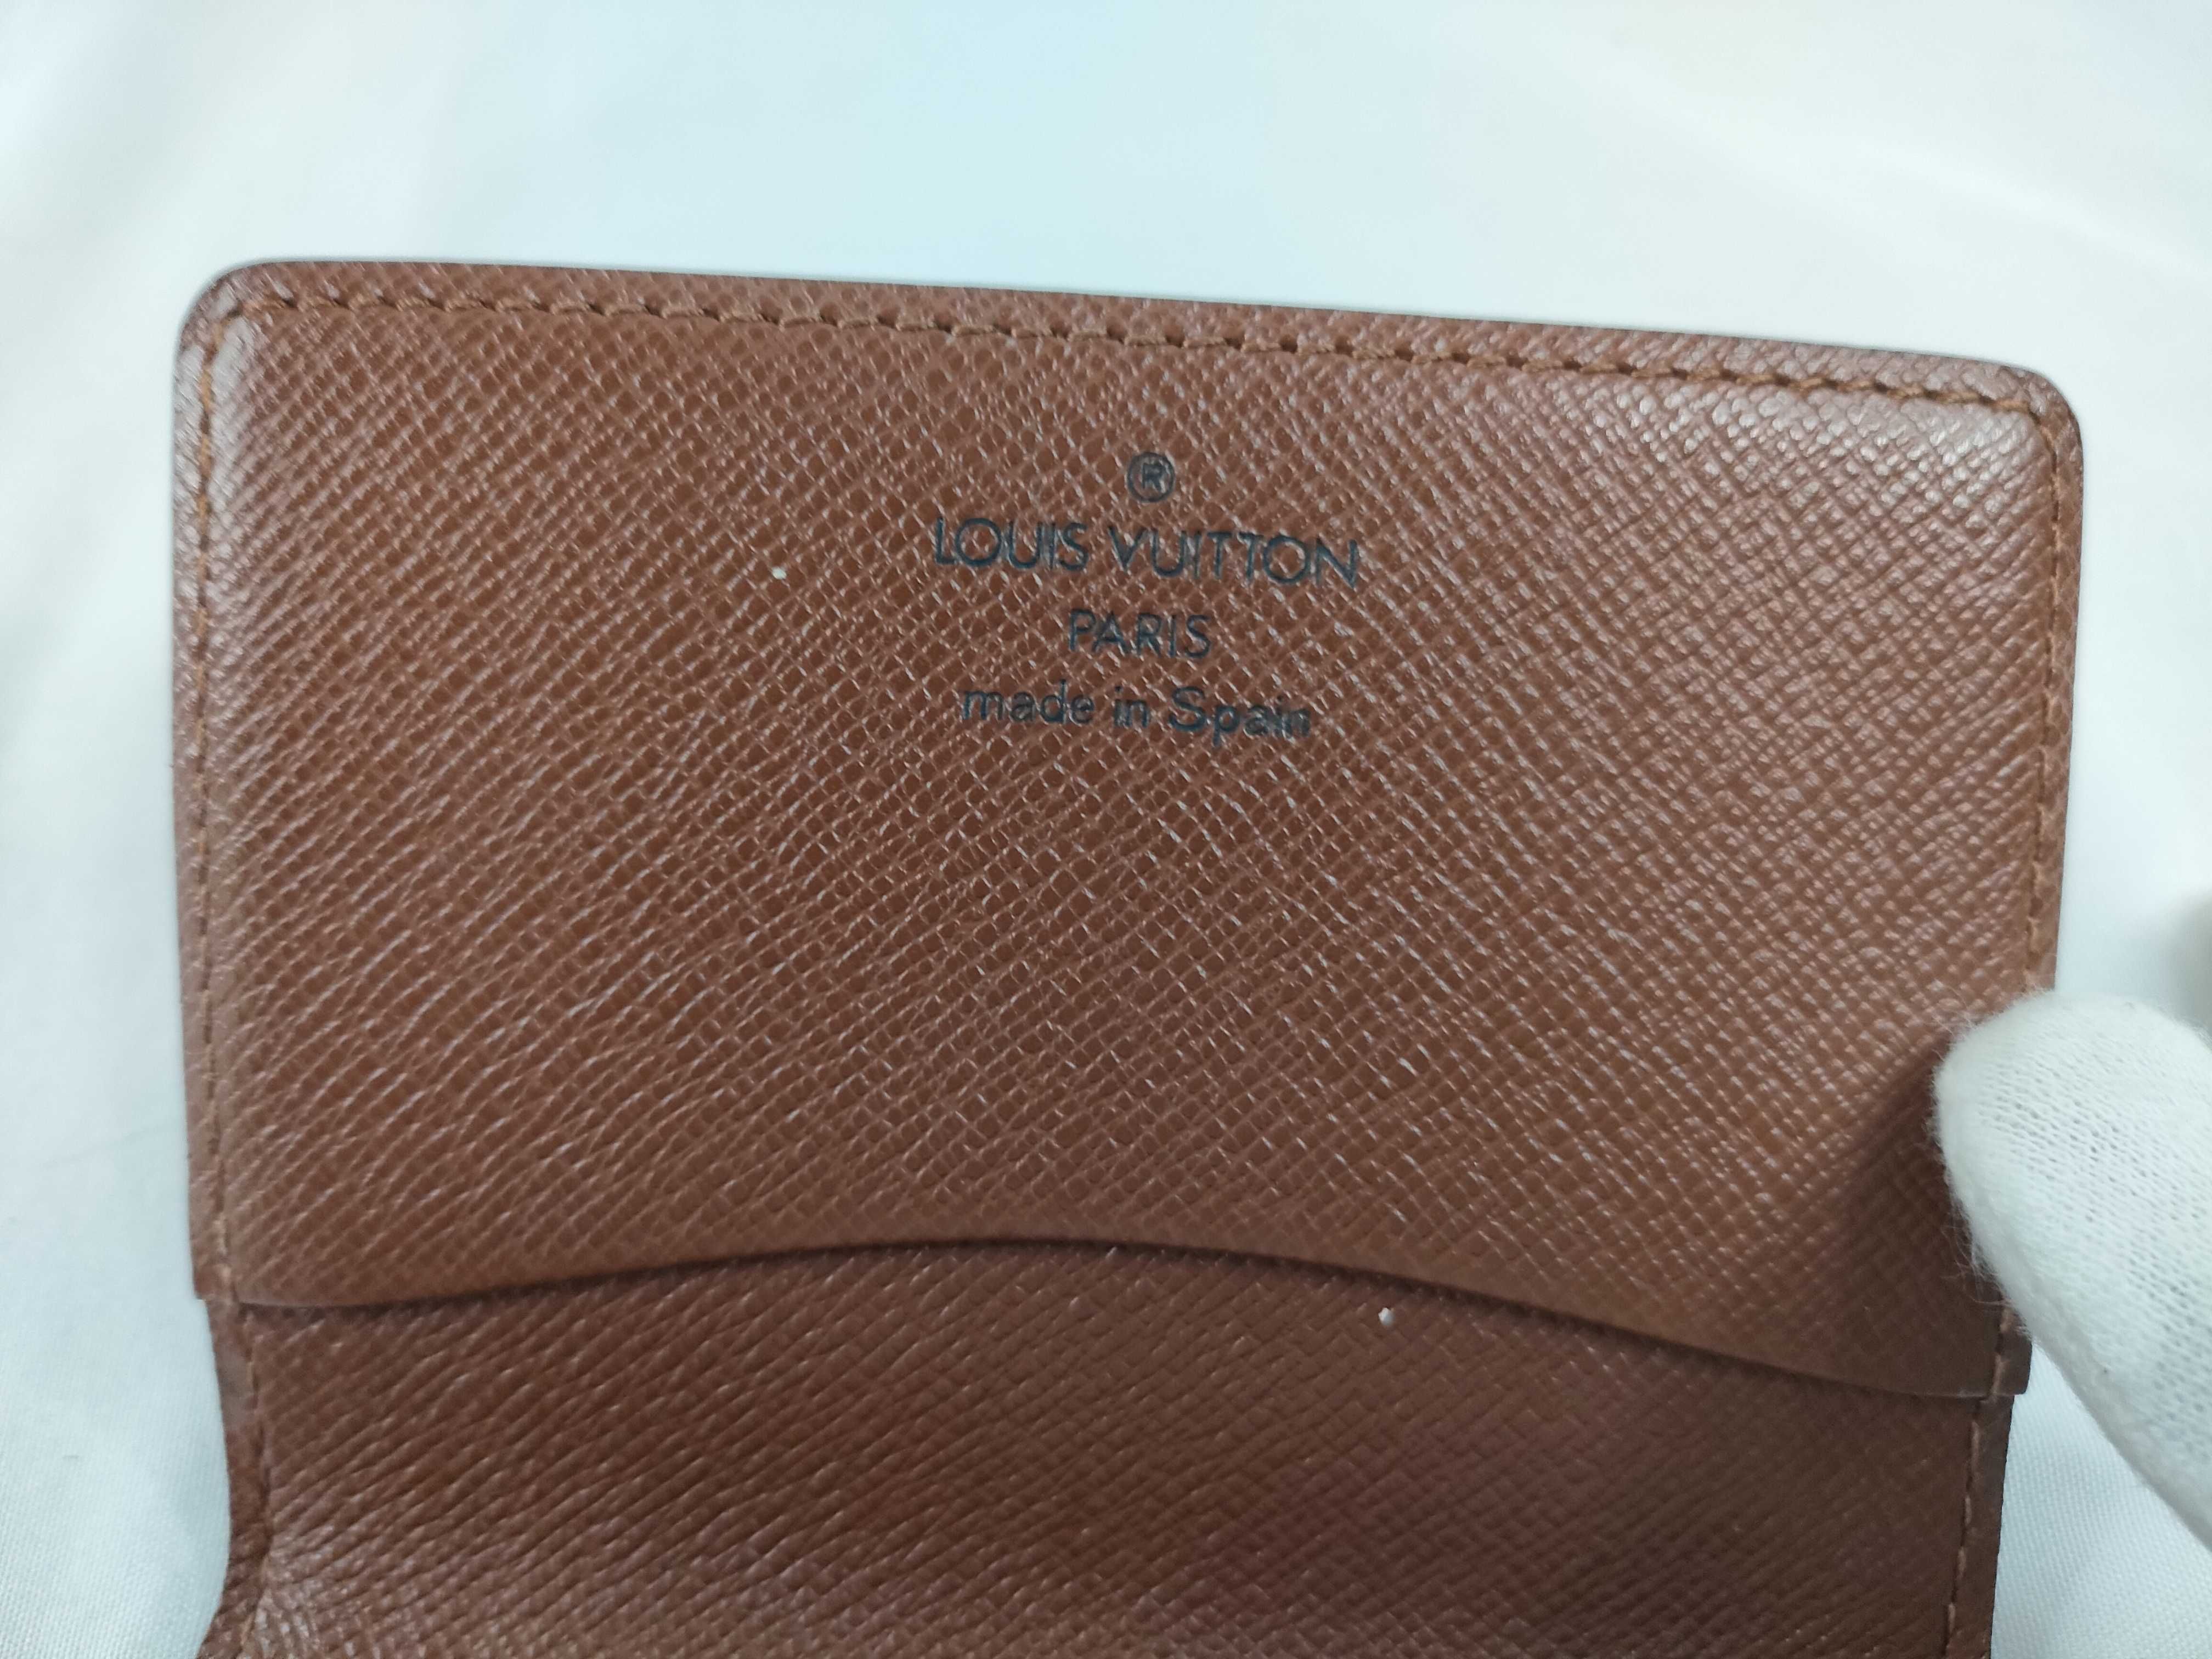 ®
LOUIS VUITTON
PARIS
made in Spain